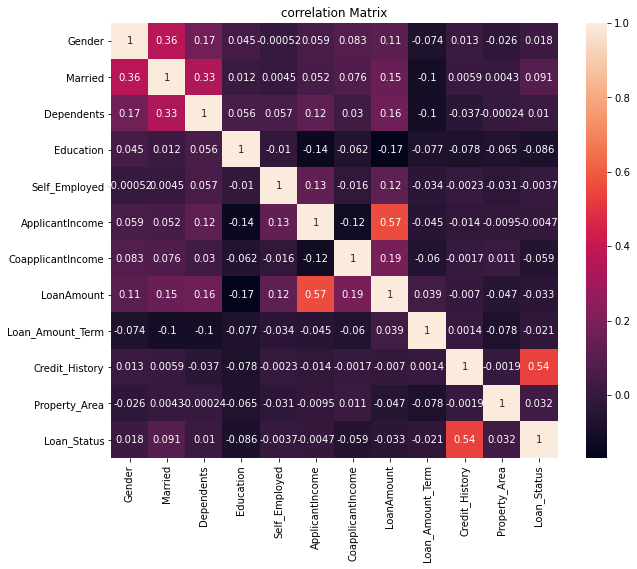 correlation Matrix
Gender 1 0.36 0.17 0.045 -0.00052 0.059 0.083 0.11 -0.074 0.013 -0.026 0.018
Married 0.36 1 0.33 0.012 0.0045 0.052 0.076 0.15 -0.1 0.0059 0.0043 0.091
Dependents 0.17 0.33 1 0.056 0.057 0.12 0.03 0.16 -0.1 -0.037 -0.00024 0.01
Education 0.045 0.012 0.056 1 -0.01 -0.14 -0.062 -0.17 -0.077 -0.078 -0.065 -0.086
Self_Employed -0.00052 0.0045 0.057 -0.01 1 0.13 -0.016 0.12 -0.034 -0.0023 -0.031 -0.0037
ApplicantIncome 0.059 0.052 0.12 -0.14 0.13 1 -0.12 0.57 -0.045 -0.014 -0.0095 -0.0047
CoapplicantIncome 0.083 0.076 0.03 -0.062 -0.016 -0.12 1 0.19 -0.06 -0.0017 0.011 -0.059
LoanAmount 0.11 0.15 0.16 -0.17 0.12 0.57 0.19 1 0.039 -0.007 -0.047 -0.033
Loan_Amount_Term -0.074 -0.1 -0.1 -0.077 -0.034 -0.045 -0.06 0.039 1 0.0014 -0.078 -0.021
Credit_History 0.013 0.0059 -0.037 -0.078 -0.0023 -0.014 -0.0017 -0.007 0.0014 1 -0.0019 0.54
Property_Area -0.026 0.0043 -0.00024 -0.065 -0.031 -0.0095 0.011 -0.047 -0.078 -0.0019 1 0.032
Loan_Status 0.018 0.091 0.01 -0.086 -0.0037 -0.0047 -0.059 -0.033 -0.021 0.54 0.032 1
Gender
Married
Dependents
Education
Self_Employed
ApplicantIncome
CoapplicantIncome
LoanAmount
Loan_Amount_Term
Credit_History
Property_Area
Loan_Status
1.0
0.8
0.6
0.4
0.2
0.0